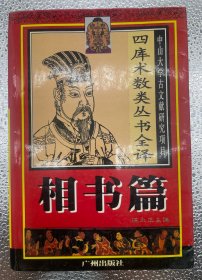 中山大学古文献研究项目
四库术数类丛书全译
相书篇
广州出版社